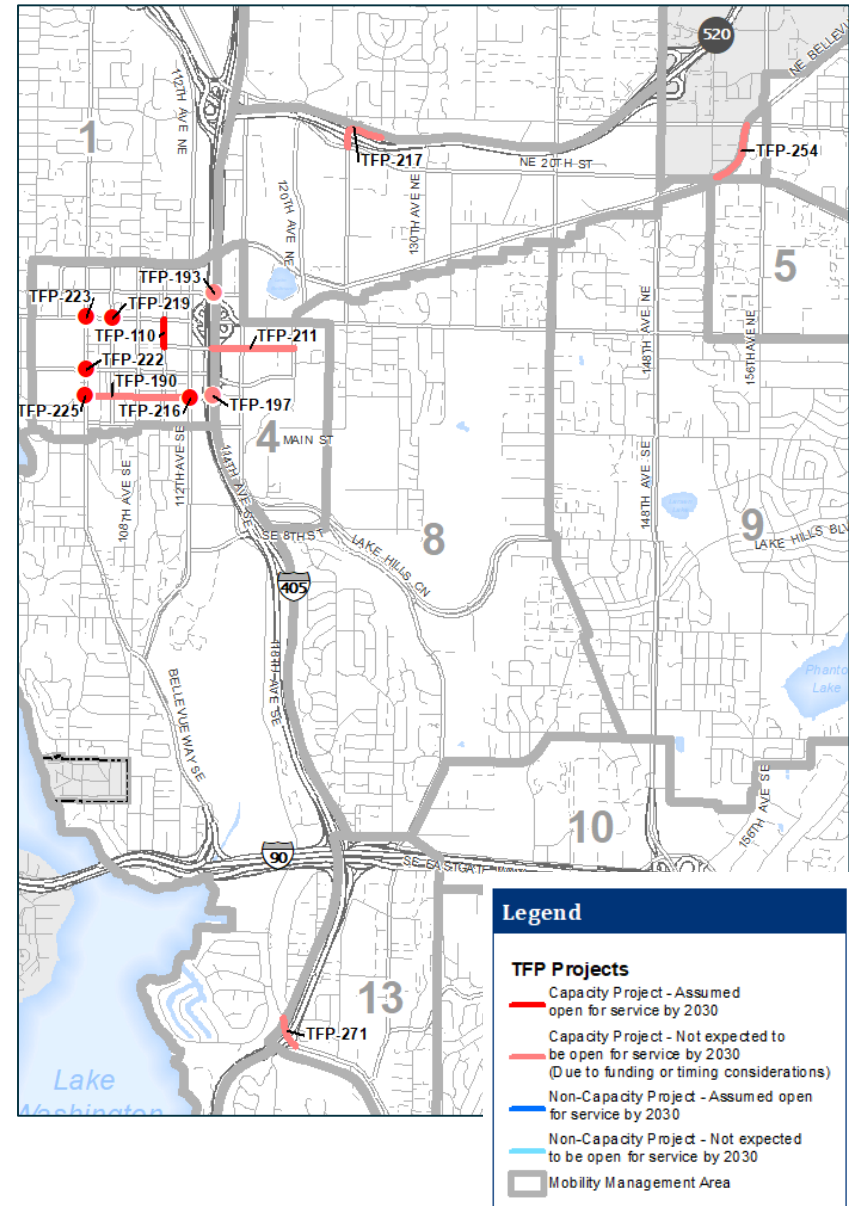 520
NE BELLEV
112TH AVE NE
1
TFP-217
NE 20TH ST
TFP-254
120TH AVE NE
130TH AVE NE
5
TFP-193
TFP-223
TFP-219
TFP-110
TFP-211
148TH AVE NE
156TH AVE NE
TFP-222
TFP-190
TFP-225
TFP-216
TFP-197
4
MAIN ST
112TH AVE SE
108TH AVE SE
114TH AVE SE
148TH AVE SE
9
SE 8TH ST
8
LAKE HILLS BLV
LAKE HILLS CN
405
118TH AVE SE
BELLEVUE WAY SE
Phanto
Lake
10
156TH AVE SE
90
SE EASTGAT
13
TFP-271
Lake
Washington
Legend
TFP Projects
Capacity Project - Assumed
open for service by 2030
Capacity Project - Not expected to
be open for service by 2030
(Due to funding or timing considerations)
Non-Capacity Project - Assumed open
for service by 2030
Non-Capacity Project - Not expected
to be open for service by 2030
Mobility Management Area